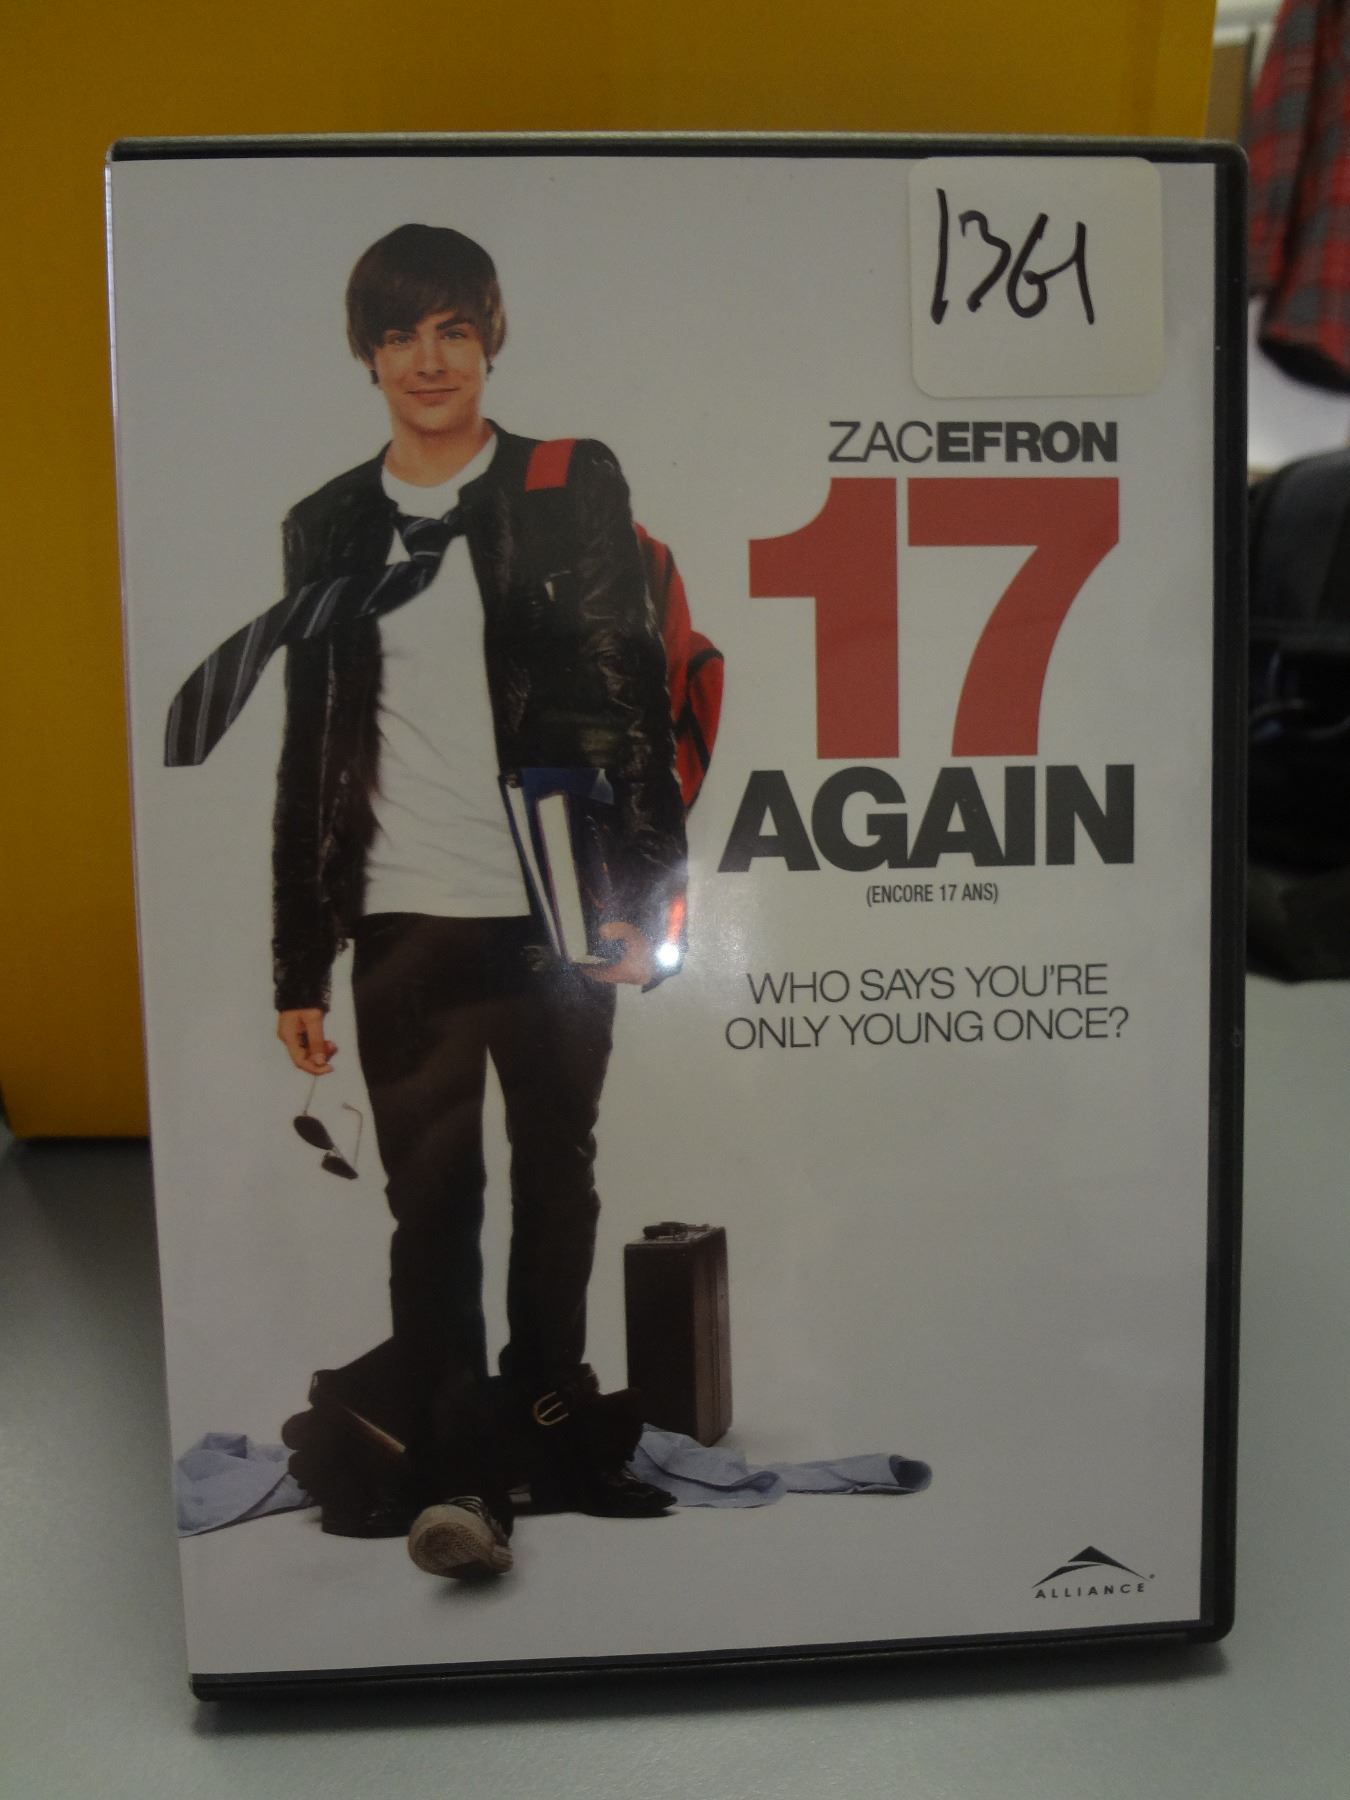 1361
ZACEFRON
17
AGAIN
(ENCORE 17 ANS)
WHO SAYS YOU'RE
ONLY YOUNG ONCE?
ALLIANCE